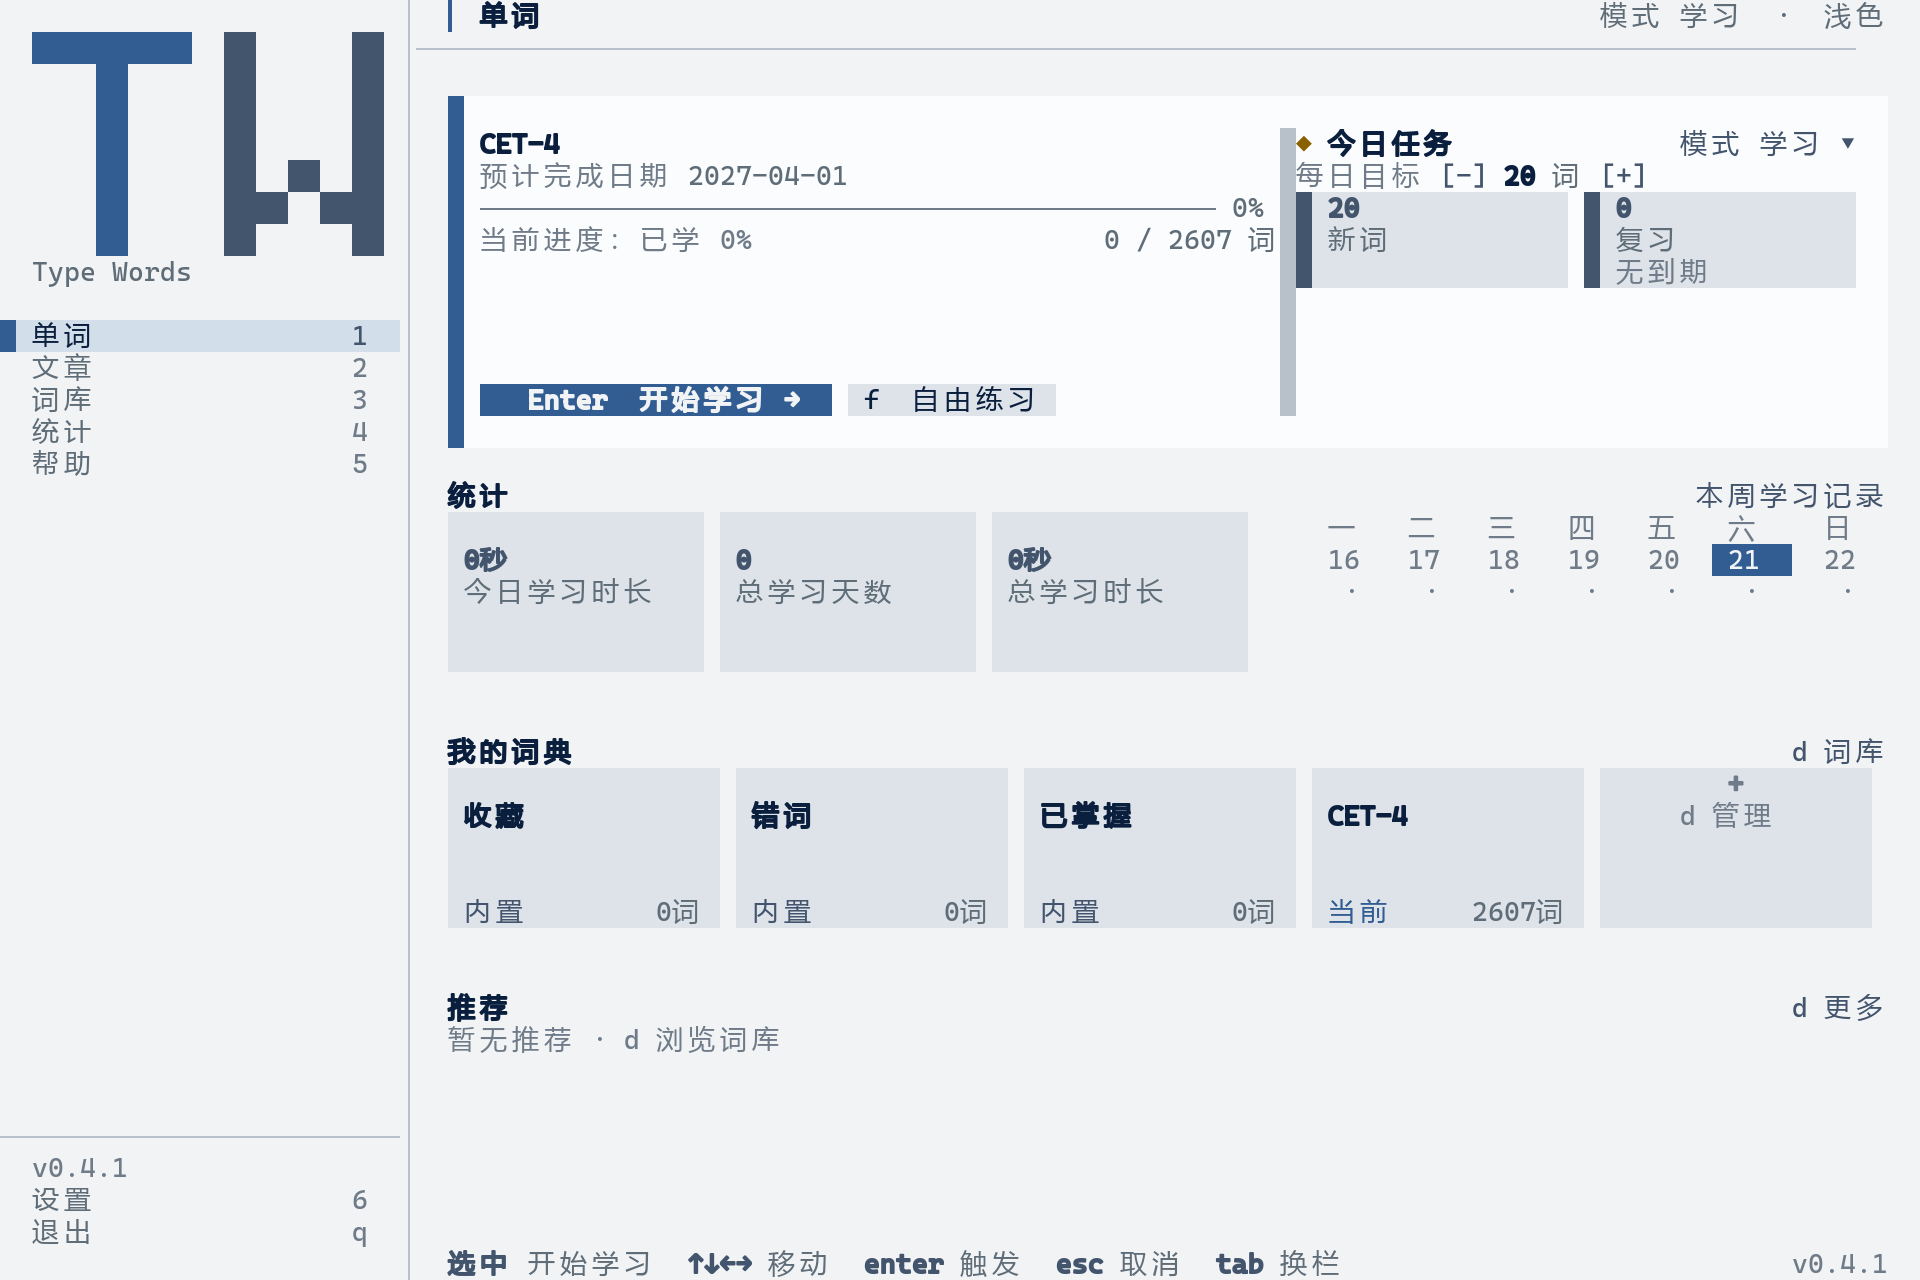 TW
Type Words
单词 1
文章 2
词库 3
统计 4
帮助 5
v0.4.1
设置 6
退出 q
单词
模式 学习 · 浅色
CET-4
预计完成日期 2027-04-01
0%
当前进度: 已学 0% 0 / 2607 词
Enter 开始学习 →
f 自由练习
◆ 今日任务 模式 学习 ▼
每日目标 [-] 20 词 [+]
20
新词
0
复习
无到期
统计
0秒
今日学习时长
0
总学习天数
0秒
总学习时长
本周学习记录
一 二 三 四 五 六 日
16 17 18 19 20 21 22
· · · · · · ·
我的词典 d 词库
收藏
内置 0词
错词
内置 0词
已掌握
内置 0词
CET-4
当前 2607词
+
d 管理
推荐 d 更多
暂无推荐 · d 浏览词库
选中 开始学习 ↑↓←→ 移动 enter 触发 esc 取消 tab 换栏 v0.4.1